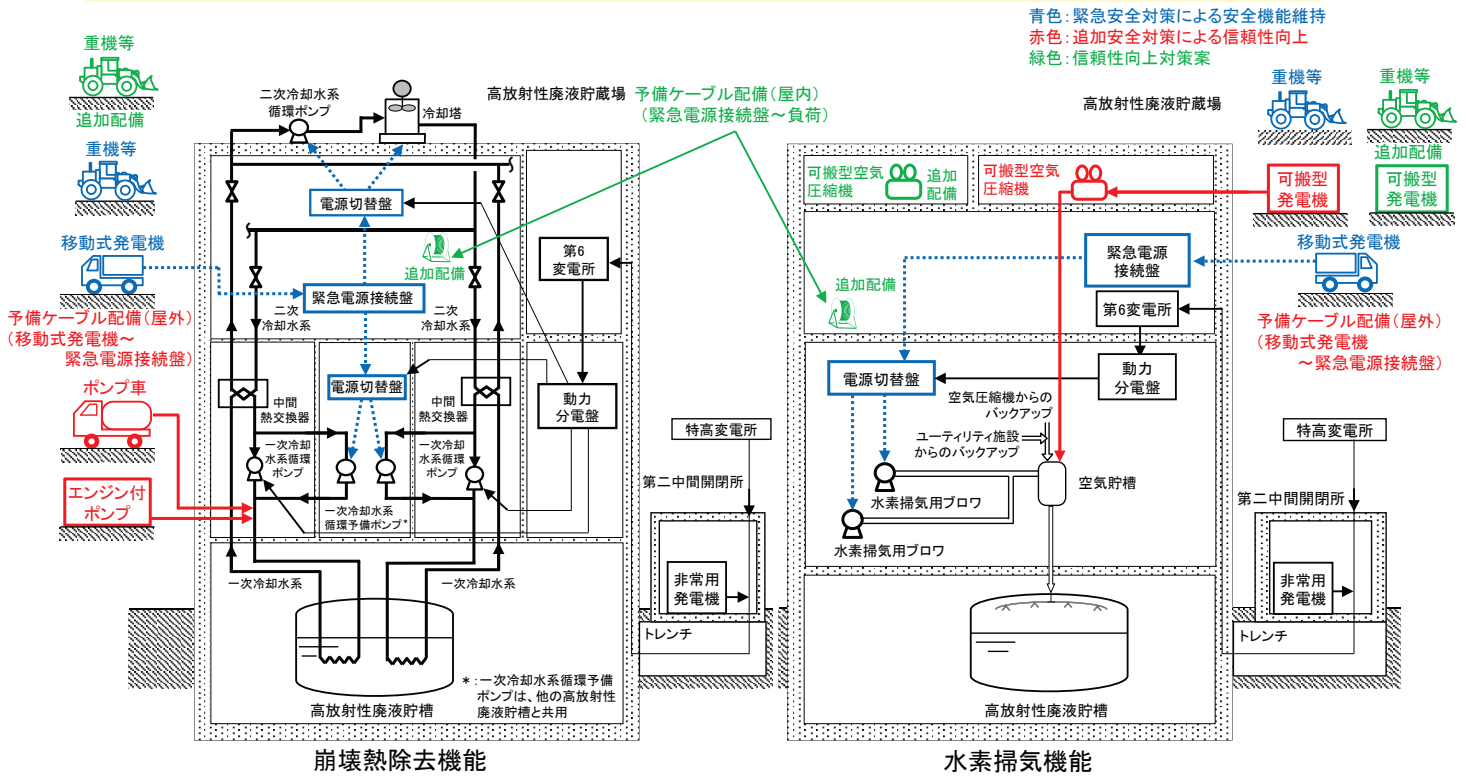 青色：緊急安全対策による安全機能維持
赤色：追加安全対策による信頼性向上
緑色：信頼性向上対策案
重機等
追加配備
重機等
移動式発電機
予備ケーブル配備（屋外）
（移動式発電機～
緊急電源接続盤）
ポンプ車
エンジン付
ポンプ
二次冷却水系
循環ポンプ
冷却塔
高放射性廃液貯蔵場
予備ケーブル配備（屋内）
（緊急電源接続盤～負荷）
電源切替盤
追加配備
第6
変電所
緊急電源接続盤
二次
冷却水系
二次
冷却水系
電源切替盤
中間
熱交換器
中間
熱交換器
動力
分電盤
一次冷却
水系循環
ポンプ
一次冷却
水系循環
ポンプ
一次冷却水系
循環予備ポンプ*
一次冷却水系
一次冷却水系
高放射性廃液貯槽
*：一次冷却水系循環予備
ポンプは、他の高放射性
廃液貯槽と共用
特高変電所
第二中間開閉所
非常用
発電機
トレンチ
崩壊熱除去機能
高放射性廃液貯蔵場
重機等
重機等
追加配備
可搬型空気
圧縮機
追加
配備
可搬型空気
圧縮機
可搬型
発電機
可搬型
発電機
移動式発電機
予備ケーブル配備（屋外）
（移動式発電機
～緊急電源接続盤）
緊急電源
接続盤
追加配備
第6変電所
動力
分電盤
電源切替盤
空気圧縮機からの
バックアップ
ユーティリティ施設
からのバックアップ
空気貯槽
水素掃気用ブロワ
水素掃気用ブロワ
高放射性廃液貯槽
特高変電所
第二中間開閉所
非常用
発電機
トレンチ
水素掃気機能